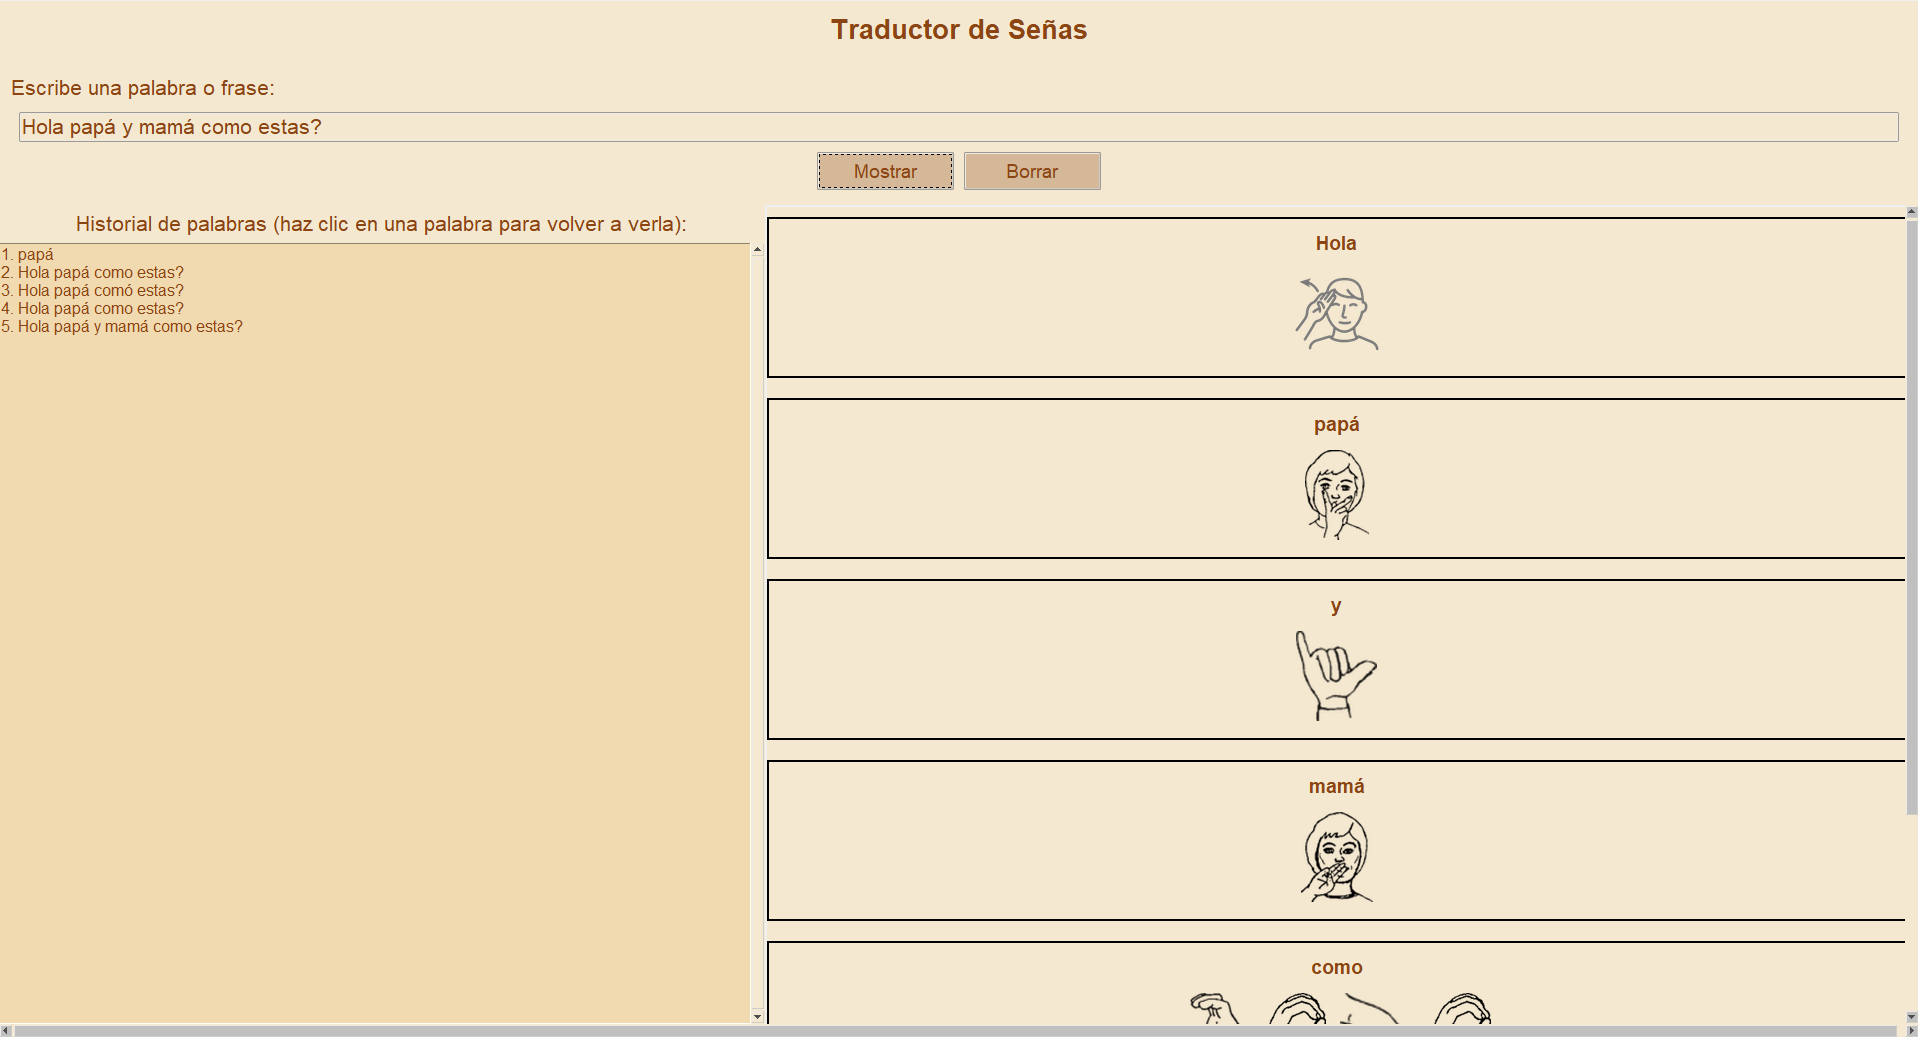 Traductor de Señas
Escribe una palabra o frase:
Hola papá y mamá como estas?
Mostrar
Borrar
Historial de palabras (haz clic en una palabra para volver a verla):
1. papá
2. Hola papá como estas?
3. Hola papá comó estas?
4. Hola papá como estas?
5. Hola papá y mamá como estas?
Hola
papá
y
mamá
como